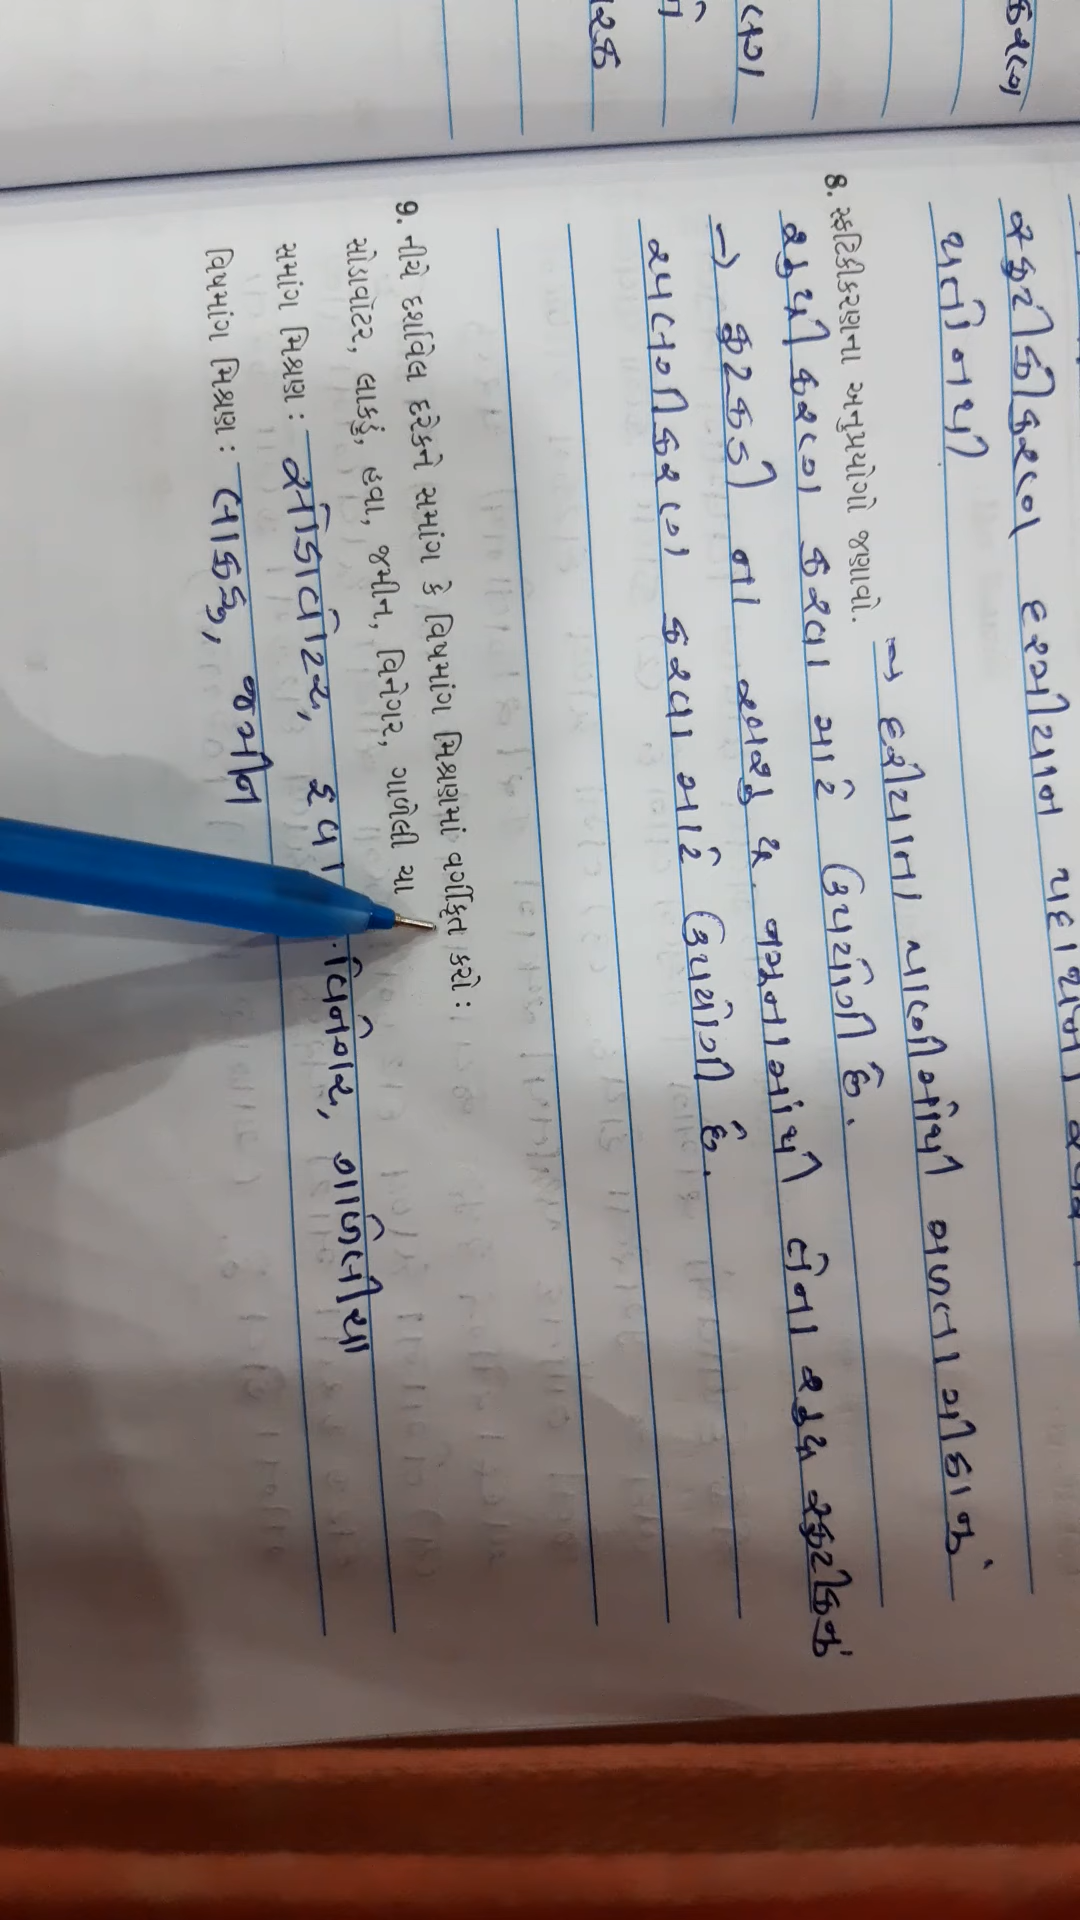 કરણ
સ્ફટીકીકરણ દરમીયાન પદાર્થના
થતો નથી
8. સ્ફટિકીકરણના અનુપ્રયોગો જણાવો. → દરીયાના પાણીમાંથી મળતા મીઠાનું
શુદ્ધીકરણ કરવા માટે ઉપયોગી છે.
→ ફટકડી ના અશુદ્ધ નમૂનામાંથી તેના શુદ્ધ સ્ફટીકનું
અલગીકરણ કરવા માટે ઉપયોગી છે.
9. નીચે દર્શાવેલ દરેકને સમાંગ કે વિષમાંગ મિશ્રણમાં વર્ગીકૃત કરો :
સોડાવૉટર, લાકડું, હવા, જમીન, વિનેગર, ગાળેલી ચા
સમાંગ મિશ્રણ : સોડાવોટર, હવા વિનેગર, ગાળેલીચા
વિષમાંગ મિશ્રણ : લાકડુ, જમીન